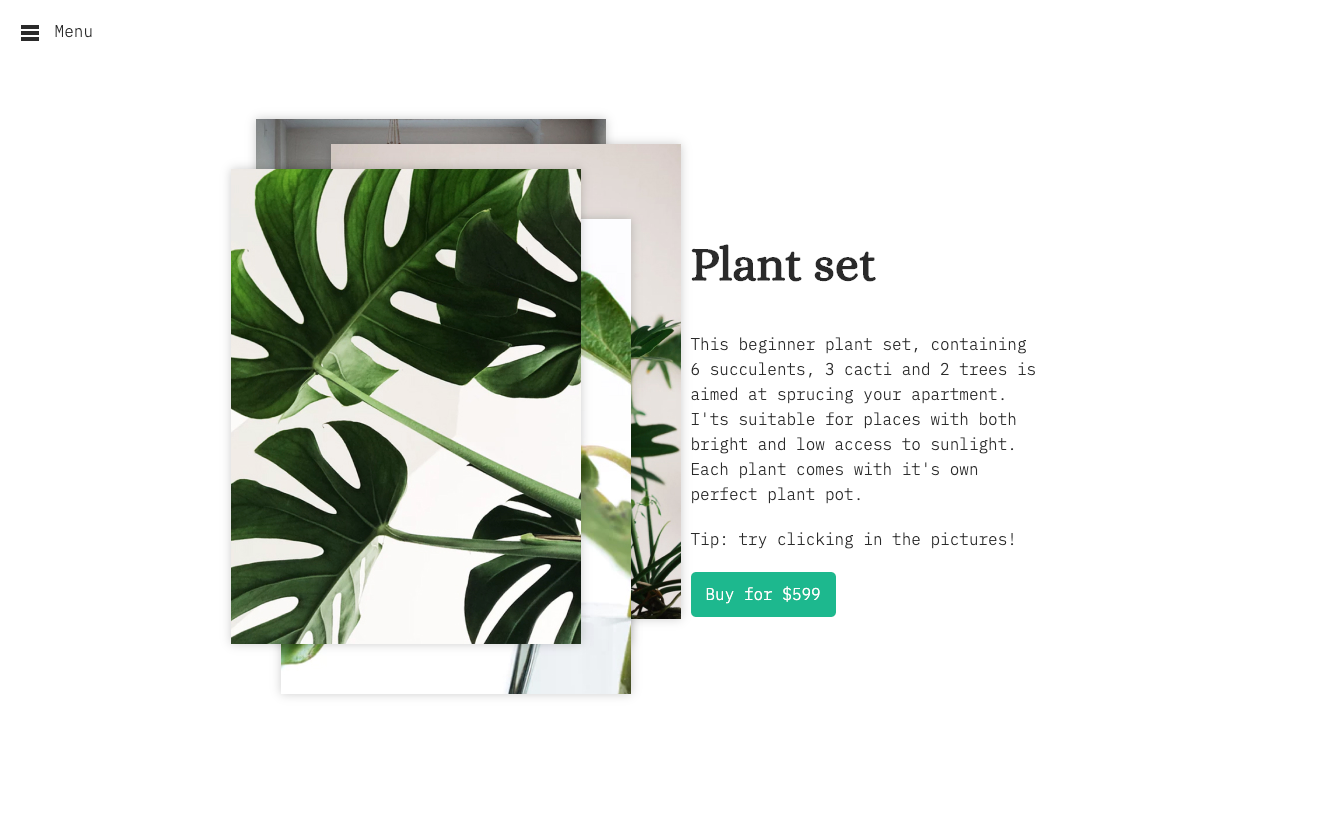 Menu
Plant set
This beginner plant set, containing
6 succulents, 3 cacti and 2 trees is
aimed at sprucing your apartment.
I'ts suitable for places with both
bright and low access to sunlight.
Each plant comes with it's own
perfect plant pot.
Tip: try clicking in the pictures!
Buy for $599